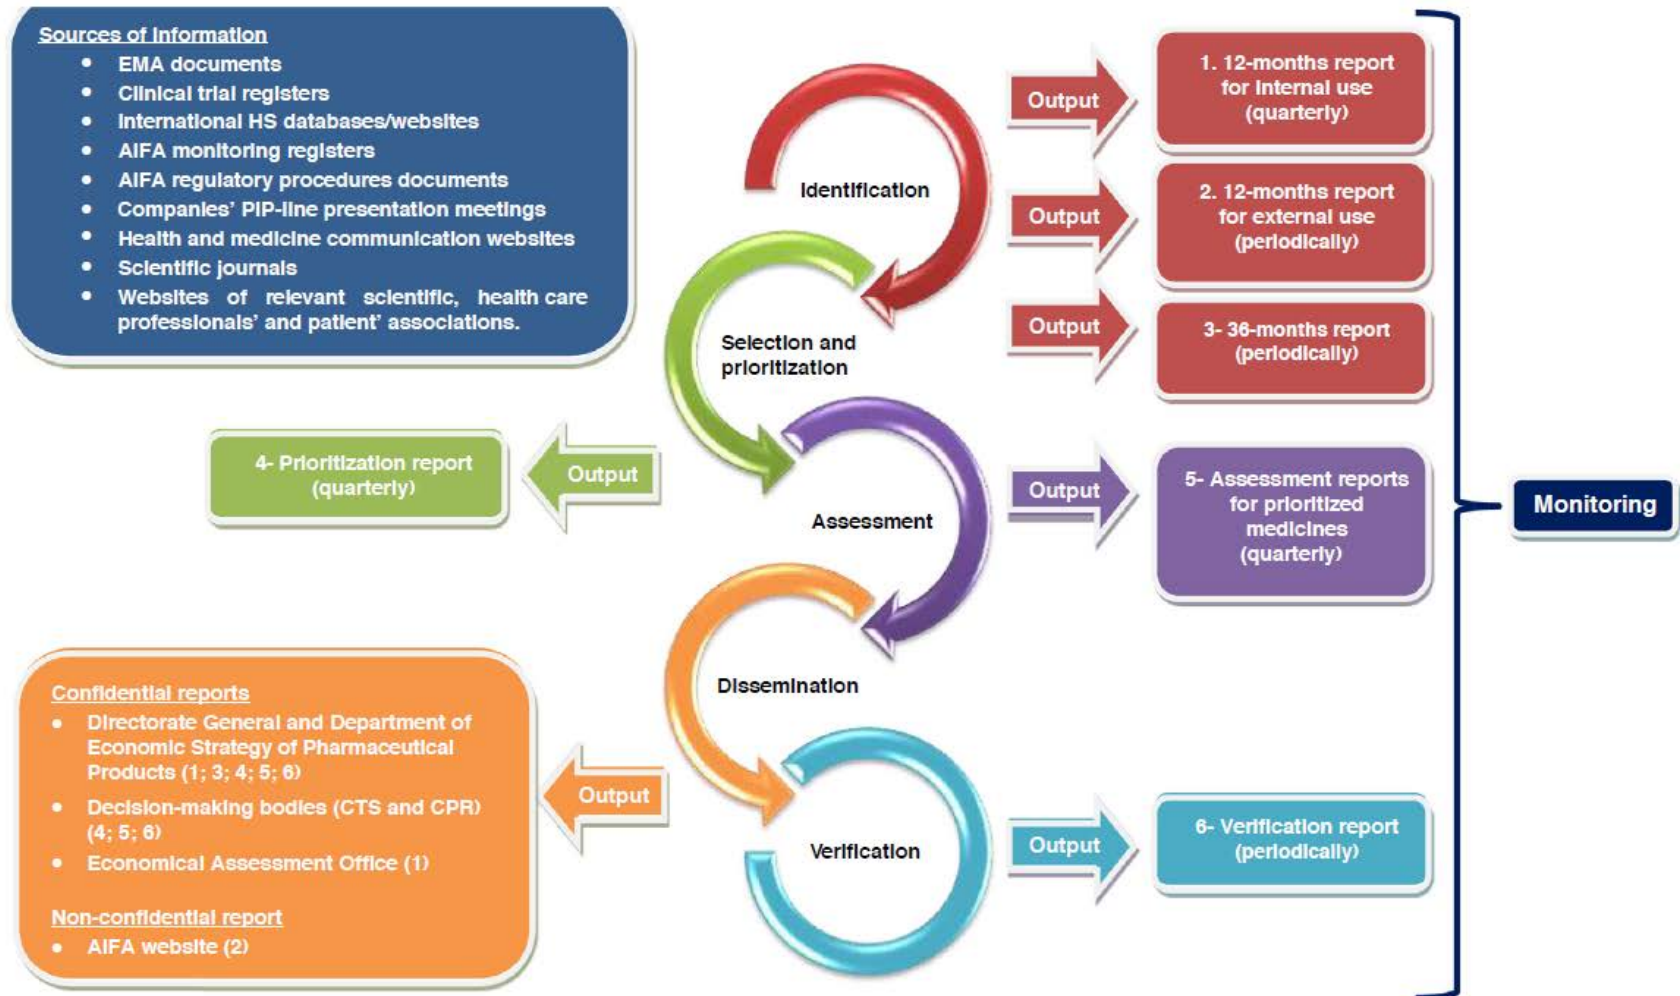 Sources of Information
• EMA documents
• Clinical trial registers
• International HS databases/websites
• AIFA monitoring registers
• AIFA regulatory procedures documents
• Companies' PIP-line presentation meetings
• Health and medicine communication websites
• Scientific journals
• Websites of relevant scientific, health care
professionals' and patient' associations.
Identification
Output
1. 12-months report
for internal use
(quarterly)
Output
2. 12-months report
for external use
(periodically)
Output
3- 36-months report
(periodically)
Selection and
prioritization
Output
4- Prioritization report
(quarterly)
Assessment
Output
5- Assessment reports
for prioritized
medicines
(quarterly)
Monitoring
Dissemination
Output
Confidential reports
• Directorate General and Department of
Economic Strategy of Pharmaceutical
Products (1; 3; 4; 5; 6)
• Decision-making bodies (CTS and CPR)
(4; 5; 6)
• Economical Assessment Office (1)
Non-confidential report
• AIFA website (2)
Verification
Output
6- Verification report
(periodically)